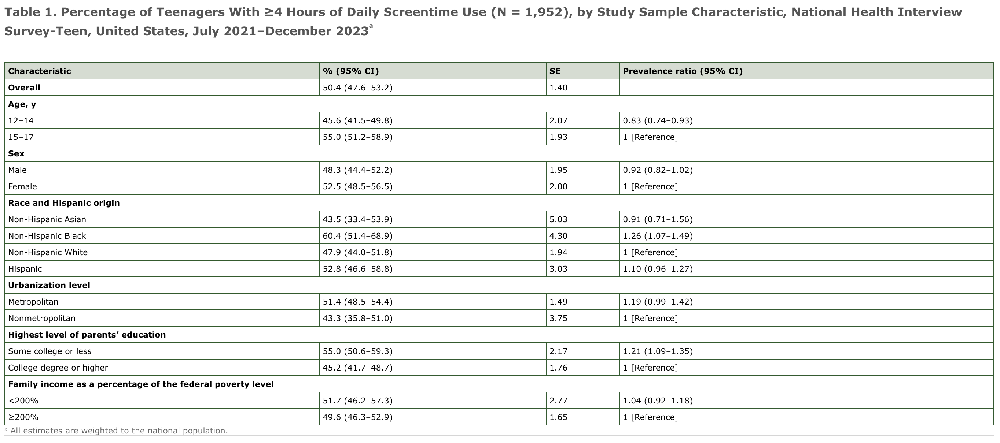 Table 1. Percentage of Teenagers With ≥4 Hours of Daily Screentime Use (N = 1,952), by Study Sample Characteristic, National Health Interview
Survey-Teen, United States, July 2021–December 2023ª
Characteristic % (95% CI) SE Prevalence ratio (95% CI)
Overall 50.4 (47.6–53.2) 1.40 —
Age, y
12–14 45.6 (41.5–49.8) 2.07 0.83 (0.74–0.93)
15–17 55.0 (51.2–58.9) 1.93 1 [Reference]
Sex
Male 48.3 (44.4–52.2) 1.95 0.92 (0.82–1.02)
Female 52.5 (48.5–56.5) 2.00 1 [Reference]
Race and Hispanic origin
Non-Hispanic Asian 43.5 (33.4–53.9) 5.03 0.91 (0.71–1.56)
Non-Hispanic Black 60.4 (51.4–68.9) 4.30 1.26 (1.07–1.49)
Non-Hispanic White 47.9 (44.0–51.8) 1.94 1 [Reference]
Hispanic 52.8 (46.6–58.8) 3.03 1.10 (0.96–1.27)
Urbanization level
Metropolitan 51.4 (48.5–54.4) 1.49 1.19 (0.99–1.42)
Nonmetropolitan 43.3 (35.8–51.0) 3.75 1 [Reference]
Highest level of parents’ education
Some college or less 55.0 (50.6–59.3) 2.17 1.21 (1.09–1.35)
College degree or higher 45.2 (41.7–48.7) 1.76 1 [Reference]
Family income as a percentage of the federal poverty level
<200% 51.7 (46.2–57.3) 2.77 1.04 (0.92–1.18)
≥200% 49.6 (46.3–52.9) 1.65 1 [Reference]
ª All estimates are weighted to the national population.